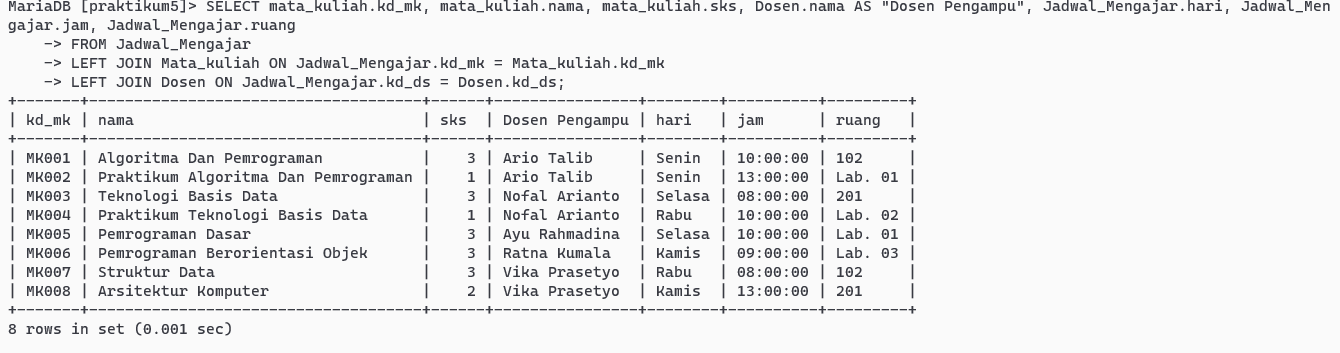 MariaDB [praktikum5]> SELECT mata_kuliah.kd_mk, mata_kuliah.nama, mata_kuliah.sks, Dosen.nama AS "Dosen Pengampu", Jadwal_Mengajar.hari, Jadwal_Men
gajar.jam, Jadwal_Mengajar.ruang
    -> FROM Jadwal_Mengajar
    -> LEFT JOIN Mata_kuliah ON Jadwal_Mengajar.kd_mk = Mata_kuliah.kd_mk
    -> LEFT JOIN Dosen ON Jadwal_Mengajar.kd_ds = Dosen.kd_ds;
+-------+-------------------------------------+------+----------------+--------+----------+---------+
| kd_mk | nama                                | sks  | Dosen Pengampu | hari   | jam      | ruang   |
+-------+-------------------------------------+------+----------------+--------+----------+---------+
| MK001 | Algoritma Dan Pemrograman           |    3 | Ario Talib     | Senin  | 10:00:00 | 102     |
| MK002 | Praktikum Algoritma Dan Pemrograman |    1 | Ario Talib     | Senin  | 13:00:00 | Lab. 01 |
| MK003 | Teknologi Basis Data                |    3 | Nofal Arianto  | Selasa | 08:00:00 | 201     |
| MK004 | Praktikum Teknologi Basis Data      |    1 | Nofal Arianto  | Rabu   | 10:00:00 | Lab. 02 |
| MK005 | Pemrograman Dasar                   |    3 | Ayu Rahmadina  | Selasa | 10:00:00 | Lab. 01 |
| MK006 | Pemrograman Berorientasi Objek      |    3 | Ratna Kumala   | Kamis  | 09:00:00 | Lab. 03 |
| MK007 | Struktur Data                       |    3 | Vika Prasetyo  | Rabu   | 08:00:00 | 102     |
| MK008 | Arsitektur Komputer                 |    2 | Vika Prasetyo  | Kamis  | 13:00:00 | 201     |
+-------+-------------------------------------+------+----------------+--------+----------+---------+
8 rows in set (0.001 sec)